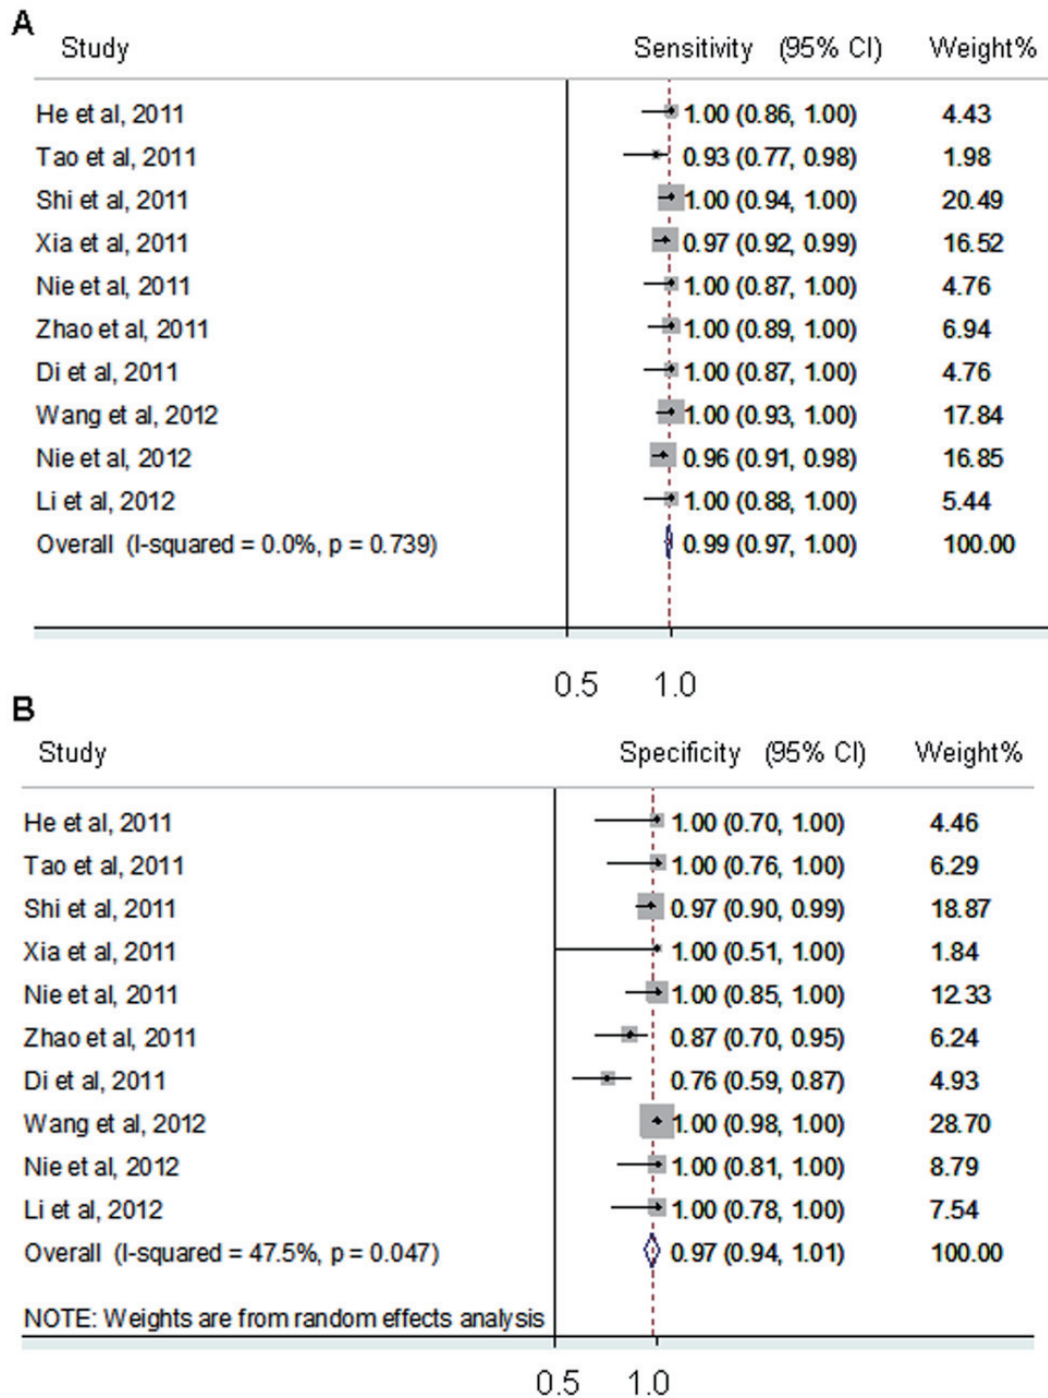 A
Study Sensitivity (95% CI) Weight%
He et al, 2011 1.00 (0.86, 1.00) 4.43
Tao et al, 2011 0.93 (0.77, 0.98) 1.98
Shi et al, 2011 1.00 (0.94, 1.00) 20.49
Xia et al, 2011 0.97 (0.92, 0.99) 16.52
Nie et al, 2011 1.00 (0.87, 1.00) 4.76
Zhao et al, 2011 1.00 (0.89, 1.00) 6.94
Di et al, 2011 1.00 (0.87, 1.00) 4.76
Wang et al, 2012 1.00 (0.93, 1.00) 17.84
Nie et al, 2012 0.96 (0.91, 0.98) 16.85
Li et al, 2012 1.00 (0.88, 1.00) 5.44
Overall (I-squared = 0.0%, p = 0.739) 0.99 (0.97, 1.00) 100.00
0.5 1.0
B
Study Specificity (95% CI) Weight%
He et al, 2011 1.00 (0.70, 1.00) 4.46
Tao et al, 2011 1.00 (0.76, 1.00) 6.29
Shi et al, 2011 0.97 (0.90, 0.99) 18.87
Xia et al, 2011 1.00 (0.51, 1.00) 1.84
Nie et al, 2011 1.00 (0.85, 1.00) 12.33
Zhao et al, 2011 0.87 (0.70, 0.95) 6.24
Di et al, 2011 0.76 (0.59, 0.87) 4.93
Wang et al, 2012 1.00 (0.98, 1.00) 28.70
Nie et al, 2012 1.00 (0.81, 1.00) 8.79
Li et al, 2012 1.00 (0.78, 1.00) 7.54
Overall (I-squared = 47.5%, p = 0.047) 0.97 (0.94, 1.01) 100.00
NOTE: Weights are from random effects analysis
0.5 1.0